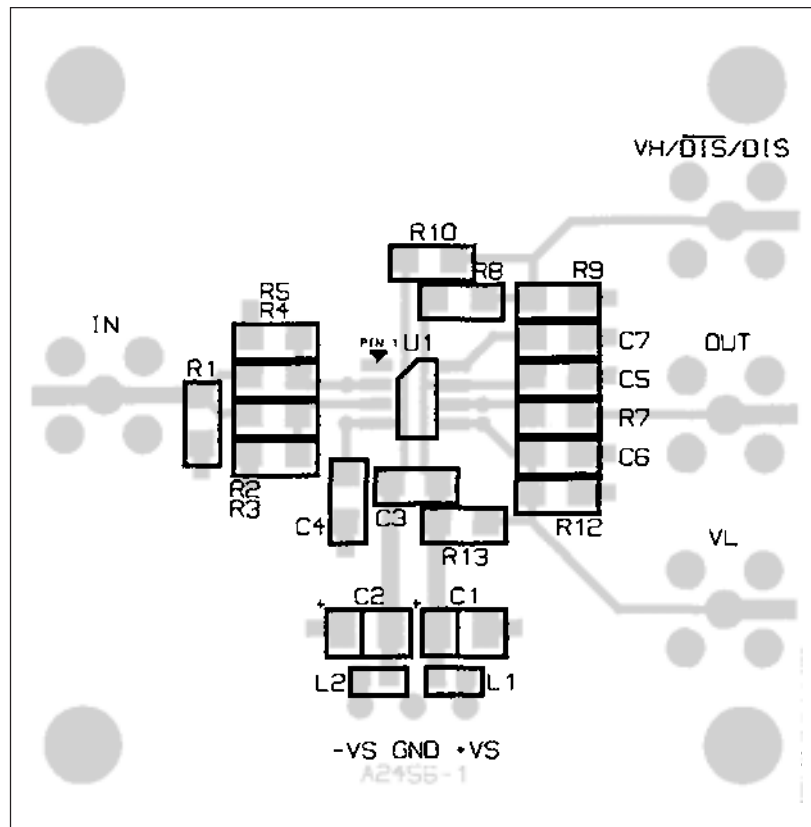 VH/DIS/DIS
R10
R8
R9
R5
R4
IN
PIN 1
U1
C7
OUT
R1
C5
R7
C6
R2
R3
C4
C3
R13
R12
VL
+
C2
+
C1
L2
L1
-VS GND +VS
A2456-1